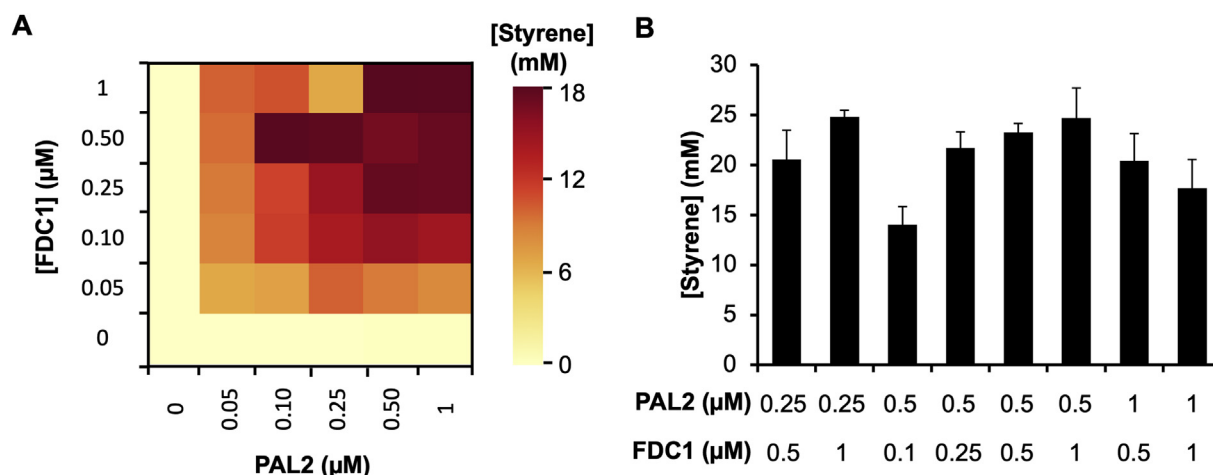 A
[Styrene]
(mM)
18
12
6
0
[FDC1] (µM)
1
0.50
0.25
0.10
0.05
0
0 0.05 0.10 0.25 0.50 1
PAL2 (µM)
B
[Styrene] (mM)
30
25
20
15
10
5
0
PAL2 (µM) 0.25 0.25 0.5 0.5 0.5 0.5 1 1
FDC1 (µM) 0.5 1 0.1 0.25 0.5 1 0.5 1